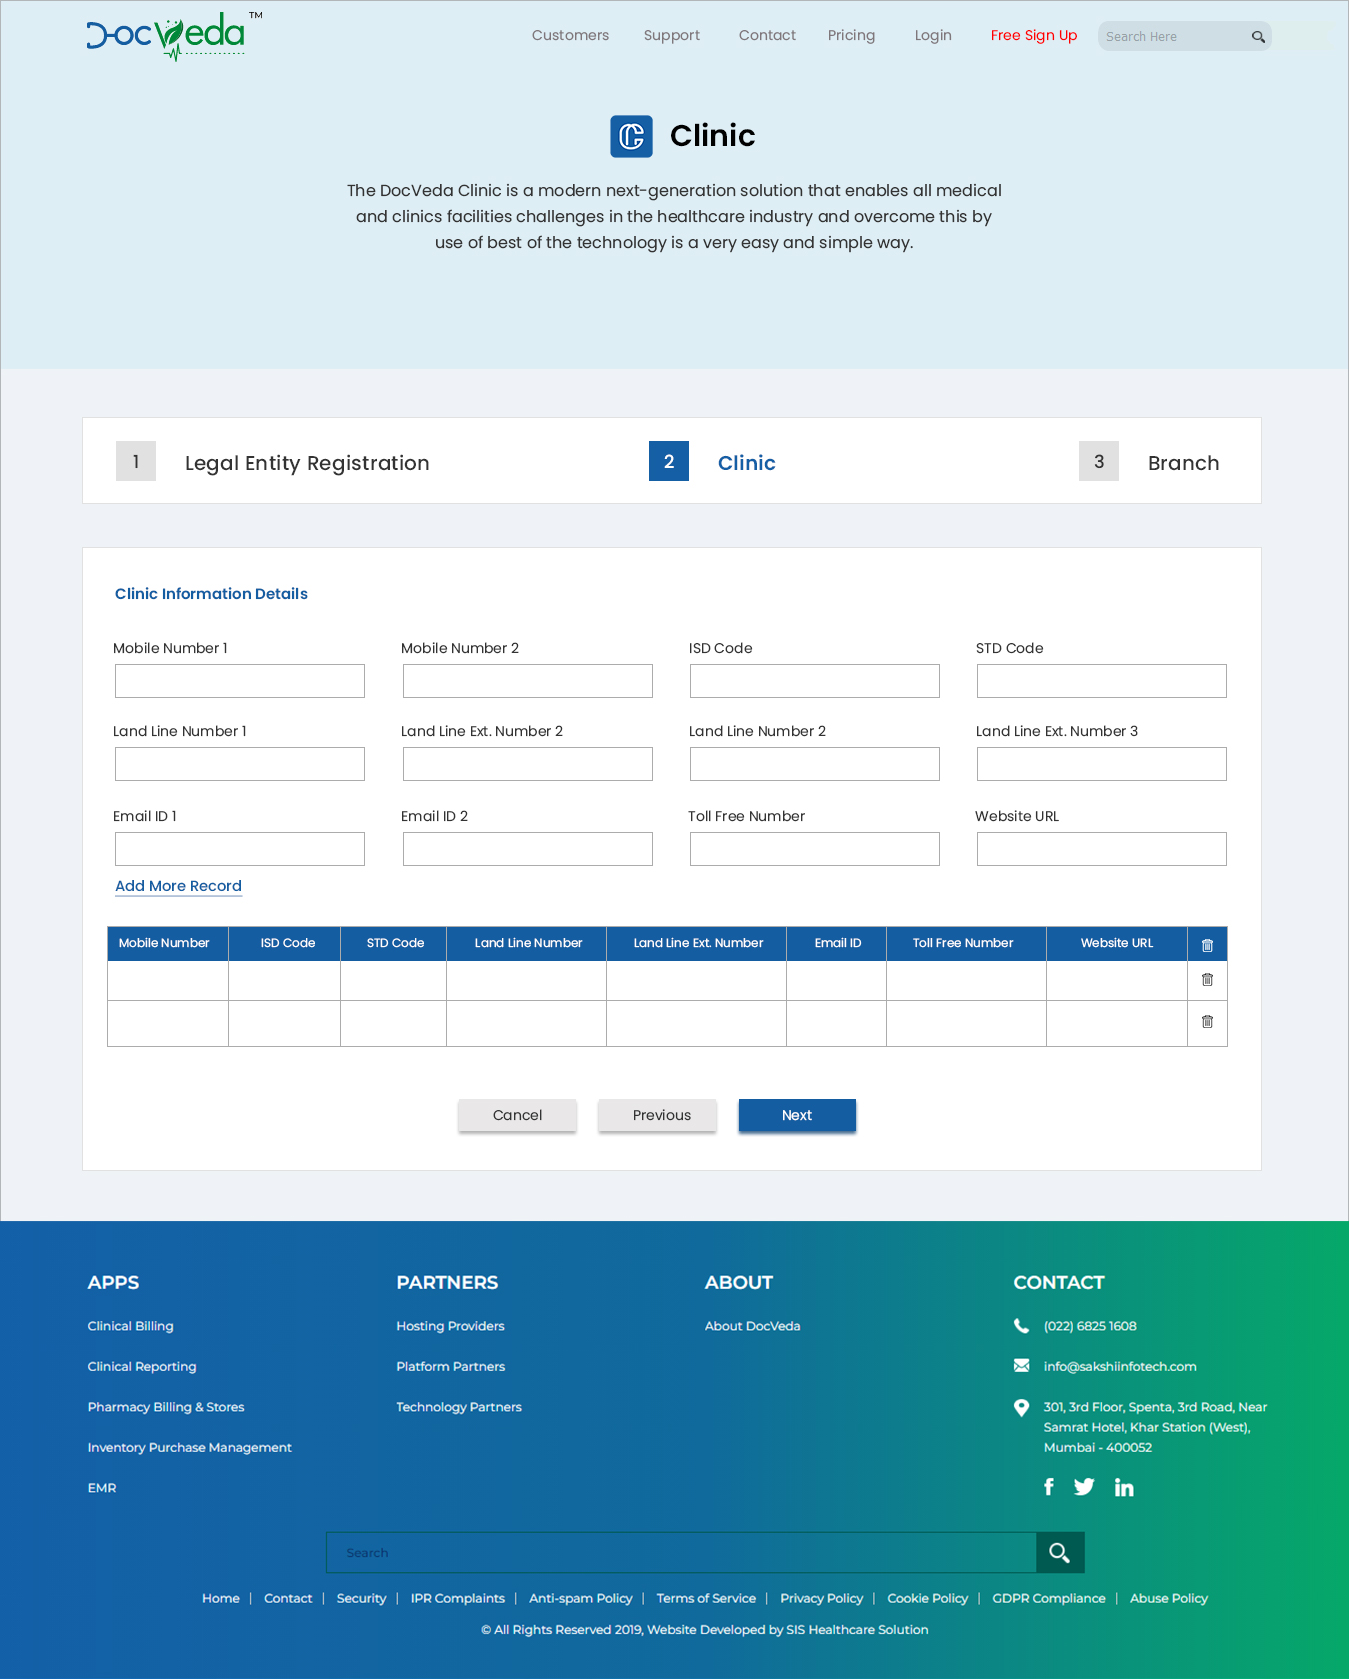 DocVeda™
Customers Support Contact Pricing Login Free Sign Up Search Here
Clinic
The DocVeda Clinic is a modern next-generation solution that enables all medical
and clinics facilities challenges in the healthcare industry and overcome this by
use of best of the technology is a very easy and simple way.
1 Legal Entity Registration 2 Clinic 3 Branch
Clinic Information Details
Mobile Number 1 Mobile Number 2 ISD Code STD Code
Land Line Number 1 Land Line Ext. Number 2 Land Line Number 2 Land Line Ext. Number 3
Email ID 1 Email ID 2 Toll Free Number Website URL
Add More Record
Mobile Number ISD Code STD Code Land Line Number Land Line Ext. Number Email ID Toll Free Number Website URL
Cancel Previous Next
APPS
Clinical Billing
Clinical Reporting
Pharmacy Billing & Stores
Inventory Purchase Management
EMR
PARTNERS
Hosting Providers
Platform Partners
Technology Partners
ABOUT
About DocVeda
CONTACT
(022) 6825 1608
info@sakshiinfotech.com
301, 3rd Floor, Spenta, 3rd Road, Near
Samrat Hotel, Khar Station (West),
Mumbai - 400052
Search
Home | Contact | Security | IPR Complaints | Anti-spam Policy | Terms of Service | Privacy Policy | Cookie Policy | GDPR Compliance | Abuse Policy
© All Rights Reserved 2019, Website Developed by SIS Healthcare Solution